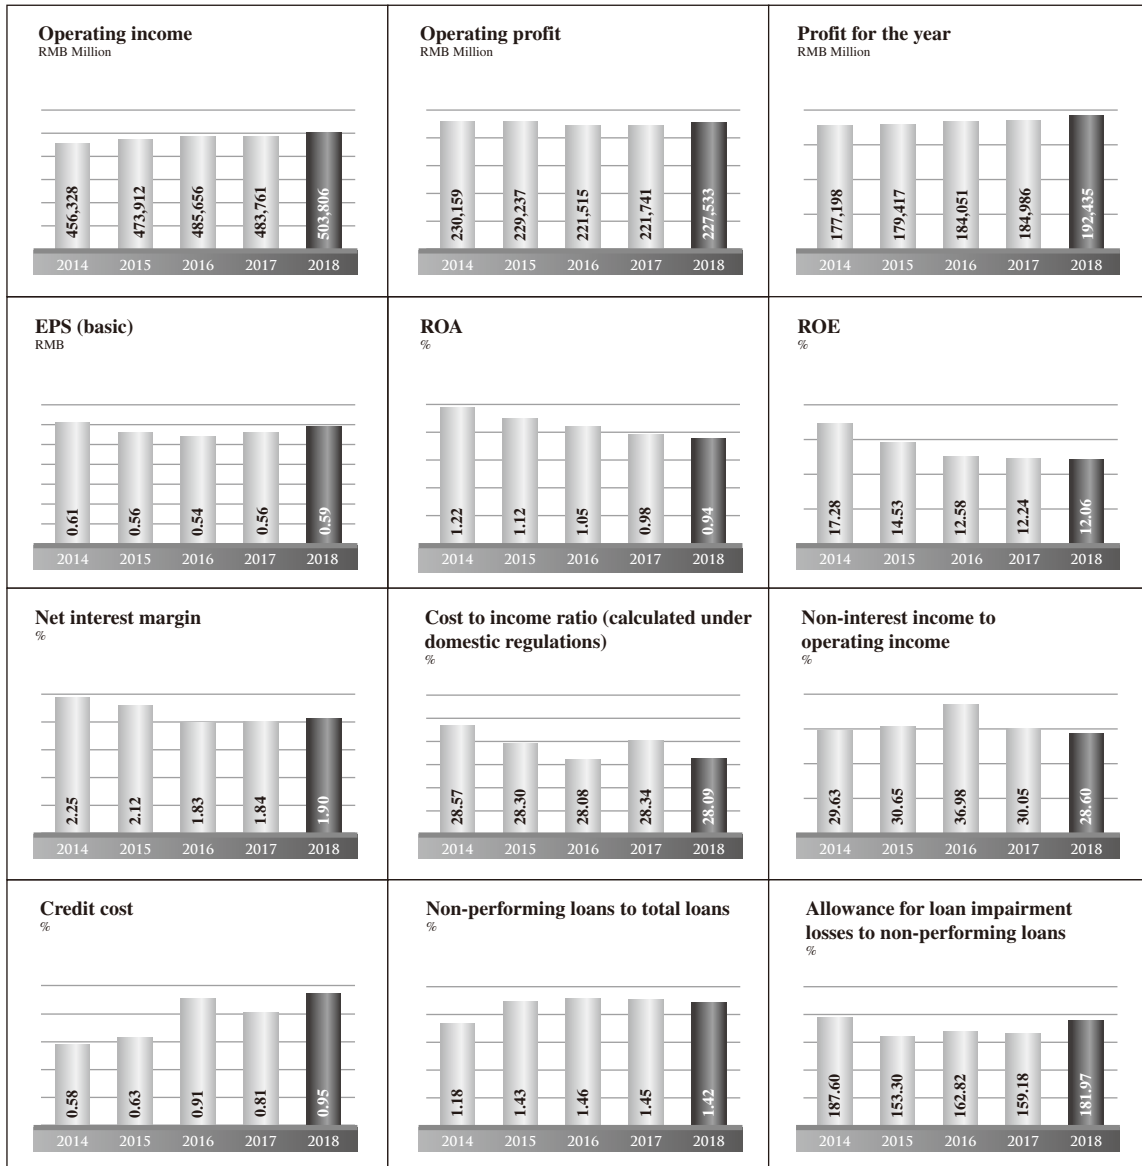 Operating income
RMB Million
456,328
473,912
485,656
483,761
503,806
2014 2015 2016 2017 2018
Operating profit
RMB Million
230,159
229,237
221,515
221,741
227,533
2014 2015 2016 2017 2018
Profit for the year
RMB Million
177,198
179,417
184,051
184,986
192,435
2014 2015 2016 2017 2018
EPS (basic)
RMB
0.61
0.56
0.54
0.56
0.59
2014 2015 2016 2017 2018
ROA
%
1.22
1.12
1.05
0.98
0.94
2014 2015 2016 2017 2018
ROE
%
17.28
14.53
12.58
12.24
12.06
2014 2015 2016 2017 2018
Net interest margin
%
2.25
2.12
1.83
1.84
1.90
2014 2015 2016 2017 2018
Cost to income ratio (calculated under
domestic regulations)
%
28.57
28.30
28.08
28.34
28.09
2014 2015 2016 2017 2018
Non-interest income to
operating income
%
29.63
30.65
36.98
30.05
28.60
2014 2015 2016 2017 2018
Credit cost
%
0.58
0.63
0.91
0.81
0.95
2014 2015 2016 2017 2018
Non-performing loans to total loans
%
1.18
1.43
1.46
1.45
1.42
2014 2015 2016 2017 2018
Allowance for loan impairment
losses to non-performing loans
%
187.60
153.30
162.82
159.18
181.97
2014 2015 2016 2017 2018